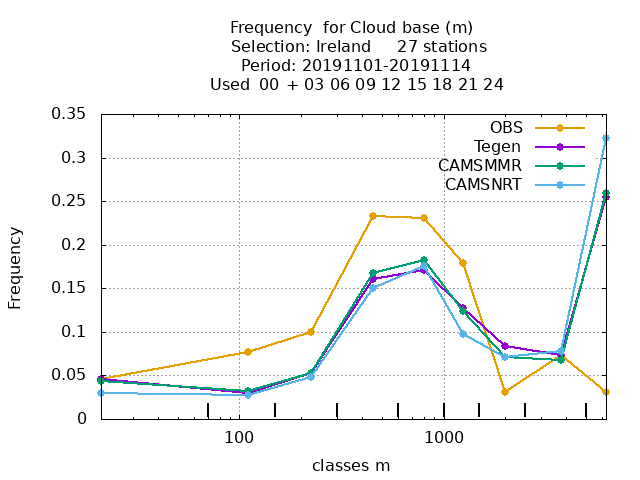 Frequency  for Cloud base (m)
Selection: Ireland     27 stations
Period: 20191101-20191114
Used  00 + 03 06 09 12 15 18 21 24
0.35
0.3
0.25
0.2
0.15
0.1
0.05
0
Frequency
OBS
Tegen
CAMSMMR
CAMSNRT
100
1000
classes m